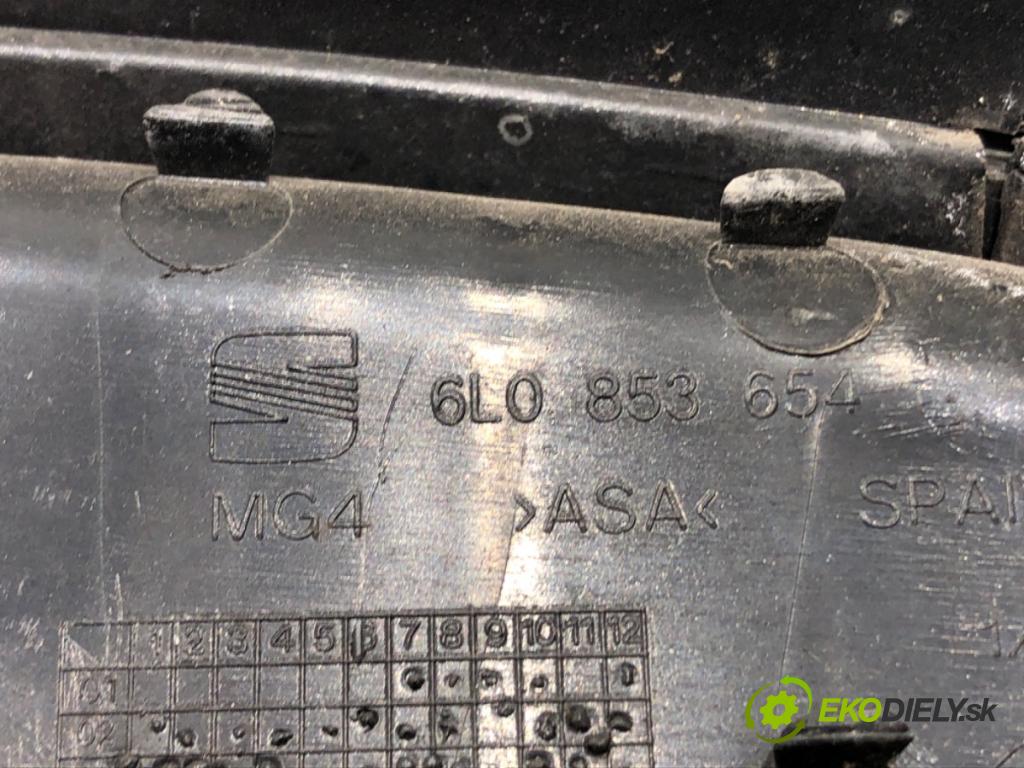 6L0 853 654
MG4 >ASA< SPAI
1 2 3 4 5 6 7 8 9 10 11 12
01
02
EKODIELY.sk